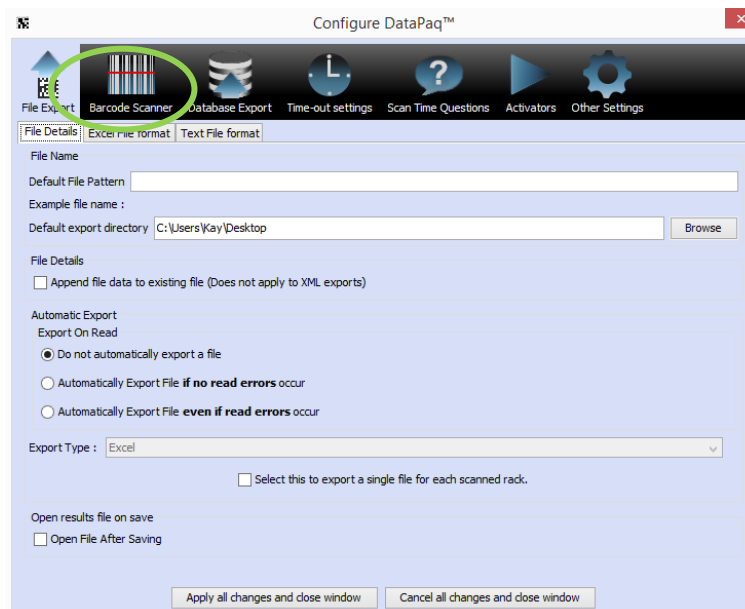 Configure DataPaq™
File Export Barcode Scanner Database Export Time-out settings Scan Time Questions Activators Other Settings
File Details Excel File format Text File format
File Name
Default File Pattern
Example file name :
Default export directory C:\Users\Kay\Desktop Browse
File Details
Append file data to existing file (Does not apply to XML exports)
Automatic Export
Export On Read
Do not automatically export a file
Automatically Export File if no read errors occur
Automatically Export File even if read errors occur
Export Type : Excel
Select this to export a single file for each scanned rack.
Open results file on save
Open File After Saving
Apply all changes and close window Cancel all changes and close window